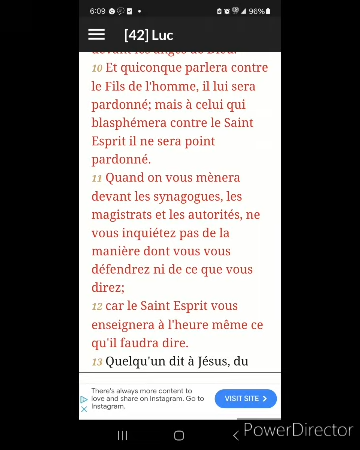 6:09
96%
[42] Luc
devant les anges de Dieu.
10 Et quiconque parlera contre
le Fils de l'homme, il lui sera
pardonné; mais à celui qui
blasphémera contre le Saint
Esprit il ne sera point
pardonné.
11 Quand on vous mènera
devant les synagogues, les
magistrats et les autorités, ne
vous inquiétez pas de la
manière dont vous vous
défendrez ni de ce que vous
direz;
12 car le Saint Esprit vous
enseignera à l'heure même ce
qu'il faudra dire.
13 Quelqu'un dit à Jésus, du
There's always more content to
love and share on Instagram. Go to
Instagram.
VISIT SITE
PowerDirector